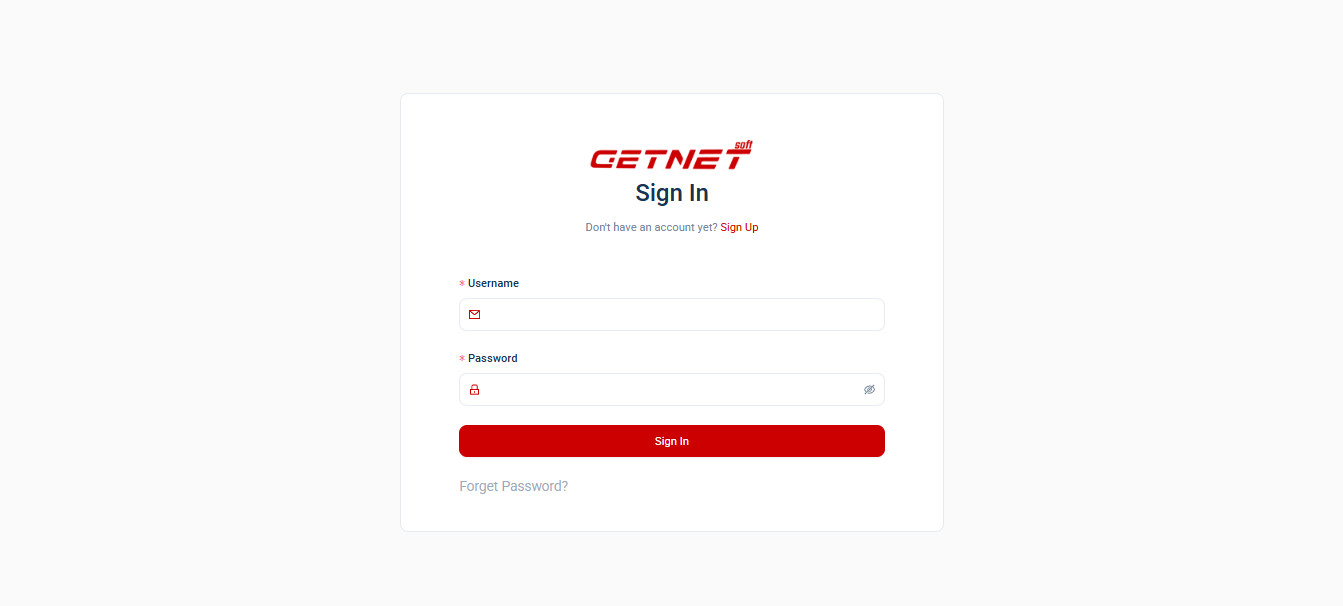 GETNET soft
Sign In
Don't have an account yet? Sign Up
* Username
* Password
Sign In
Forget Password?